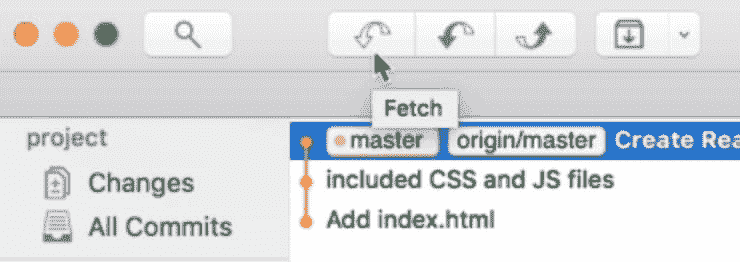 Fetch
project
master origin/master Create Rea
Changes
included CSS and JS files
All Commits
Add index.html